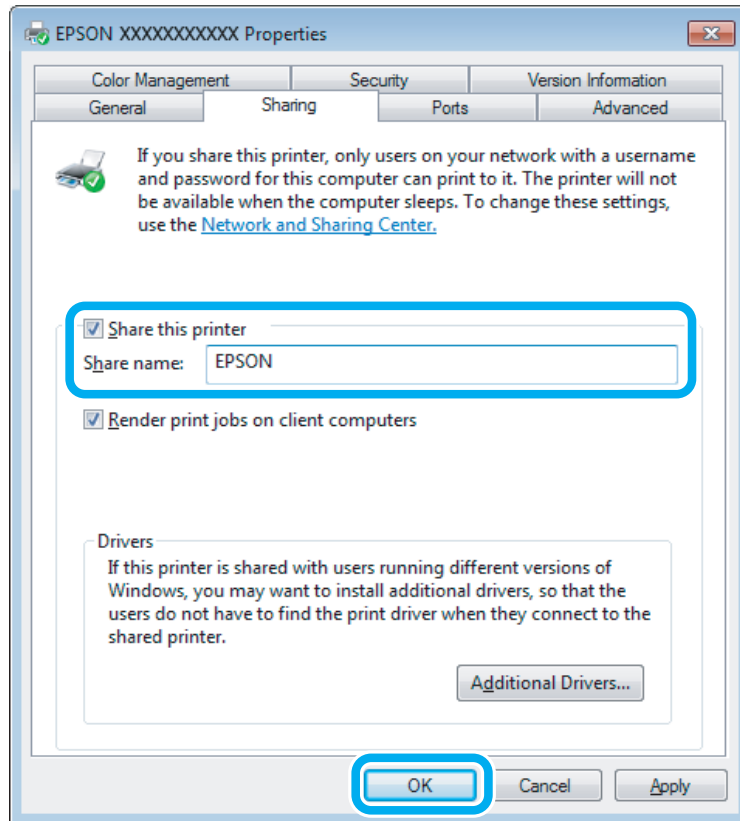 EPSON XXXXXXXXXXX Properties
Color Management Security Version Information
General Sharing Ports Advanced
If you share this printer, only users on your network with a username
and password for this computer can print to it. The printer will not
be available when the computer sleeps. To change these settings,
use the Network and Sharing Center.
Share this printer
Share name: EPSON
Render print jobs on client computers
Drivers
If this printer is shared with users running different versions of
Windows, you may want to install additional drivers, so that the
users do not have to find the print driver when they connect to the
shared printer.
Additional Drivers...
OK Cancel Apply